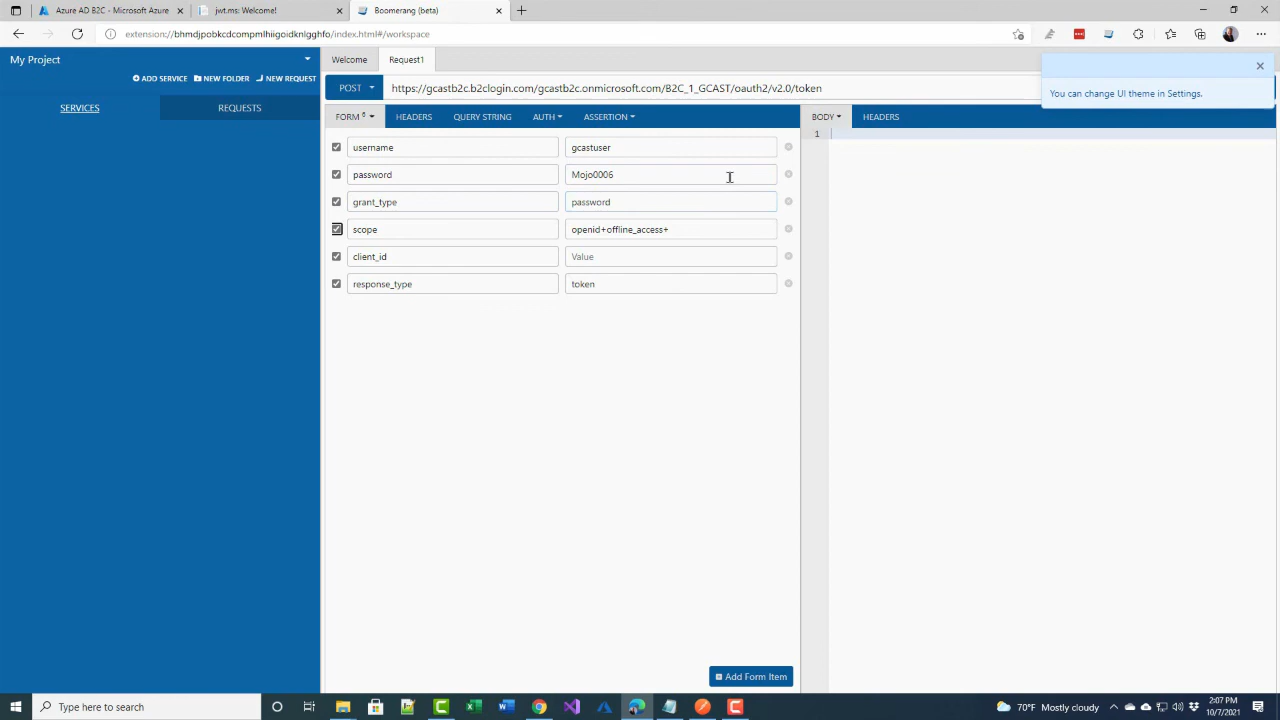 Azure AD B2C - Microsoft Azure
jwt.ms: Welcome!
Boomerang (beta)
extension://bhmdjpobkcdcompmlhiigoidknlgghfo/index.html#/workspace
My Project
ADD SERVICE NEW FOLDER NEW REQUEST
SERVICES REQUESTS
Welcome Request1
POST https://gcastb2c.b2clogin.com/gcastb2c.onmicrosoft.com/B2C_1_GCAST/oauth2/v2.0/token
You can change UI theme in Settings.
FORM 6 HEADERS QUERY STRING AUTH ASSERTION
BODY HEADERS
1
username gcastuser
password Mojo0006
grant_type password
scope openid+offline_access+
client_id Value
response_type token
Add Form Item
Type here to search
70°F Mostly cloudy
2:07 PM
10/7/2021